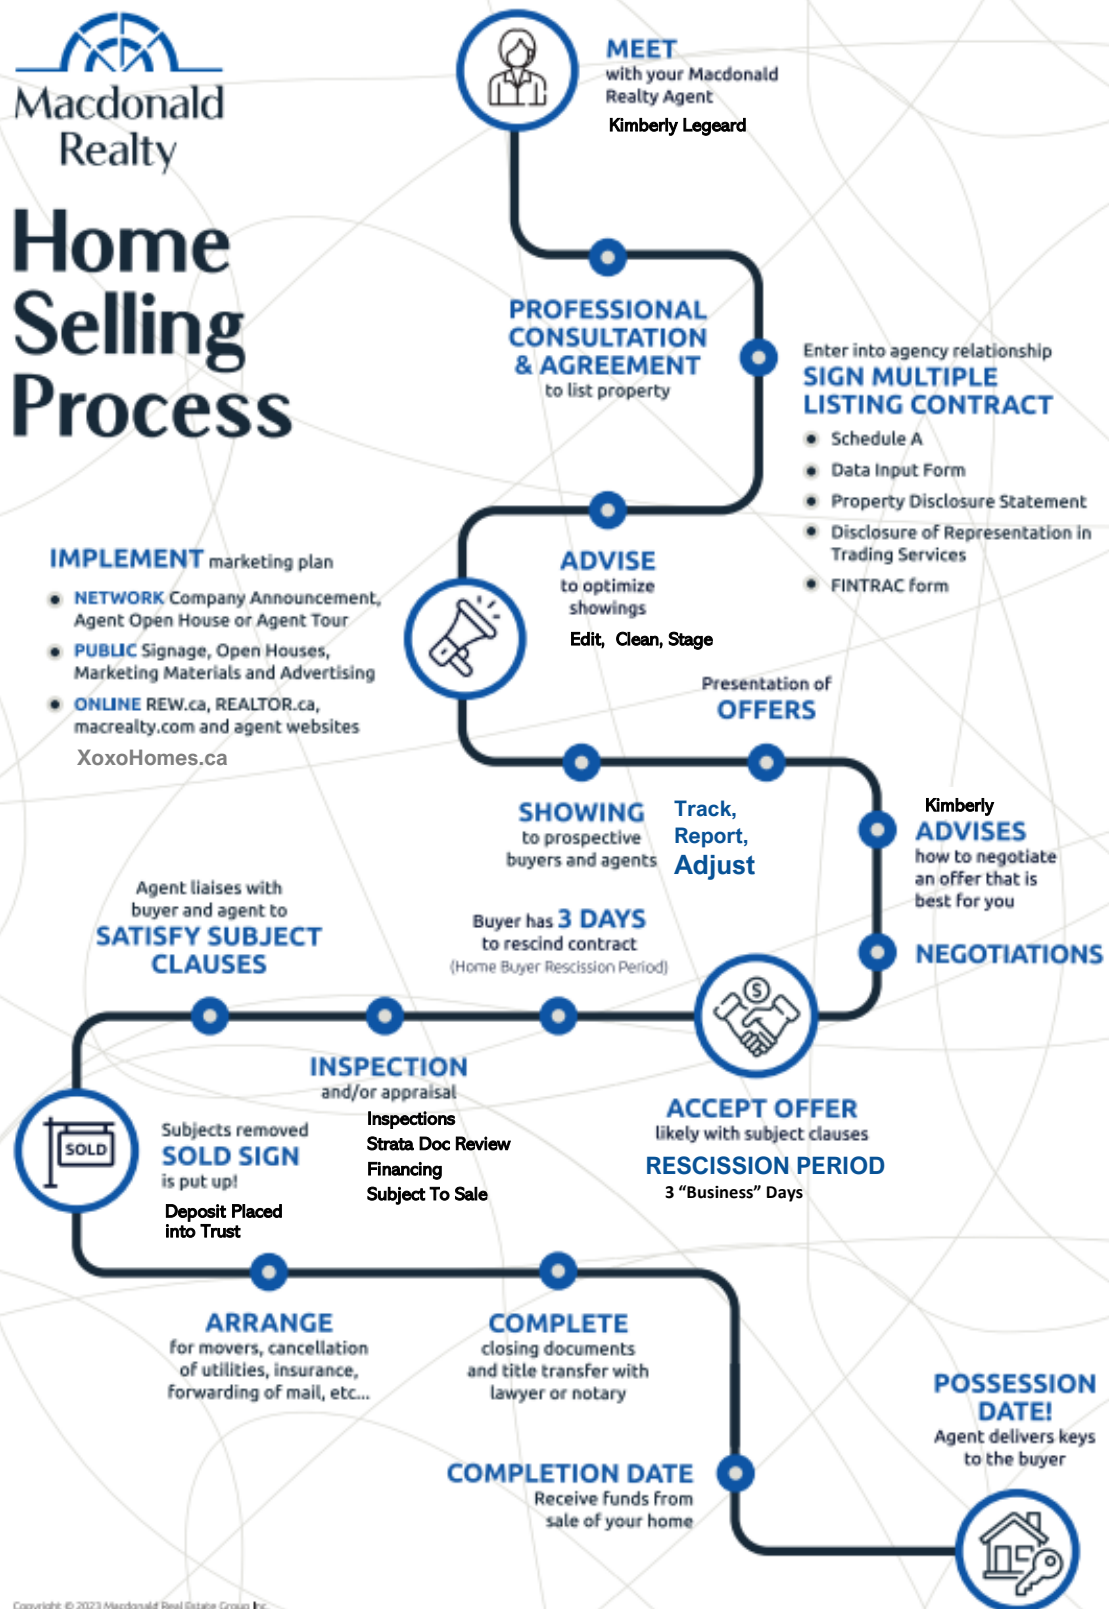 Macdonald
Realty
Home
Selling
Process
MEET
with your Macdonald
Realty Agent
Kimberly Legeard
PROFESSIONAL
CONSULTATION
& AGREEMENT
to list property
Enter into agency relationship
SIGN MULTIPLE
LISTING CONTRACT
Schedule A
Data Input Form
Property Disclosure Statement
Disclosure of Representation in
Trading Services
FINTRAC form
ADVISE
to optimize
showings
Edit, Clean, Stage
IMPLEMENT marketing plan
NETWORK Company Announcement,
Agent Open House or Agent Tour
PUBLIC Signage, Open Houses,
Marketing Materials and Advertising
ONLINE REW.ca, REALTOR.ca,
macrealty.com and agent websites
XoxoHomes.ca
SHOWING
to prospective
buyers and agents
Track,
Report,
Adjust
Presentation of
OFFERS
Kimberly
ADVISES
how to negotiate
an offer that is
best for you
NEGOTIATIONS
ACCEPT OFFER
likely with subject clauses
RESCISSION PERIOD
3 “Business” Days
Buyer has 3 DAYS
to rescind contract
(Home Buyer Rescission Period)
INSPECTION
and/or appraisal
Inspections
Strata Doc Review
Financing
Subject To Sale
Agent liaises with
buyer and agent to
SATISFY SUBJECT
CLAUSES
SOLD
Subjects removed
SOLD SIGN
is put up!
Deposit Placed
into Trust
ARRANGE
for movers, cancellation
of utilities, insurance,
forwarding of mail, etc...
COMPLETE
closing documents
and title transfer with
lawyer or notary
COMPLETION DATE
Receive funds from
sale of your home
POSSESSION
DATE!
Agent delivers keys
to the buyer
Copyright © 2023 Macdonald Real Estate Group Inc.